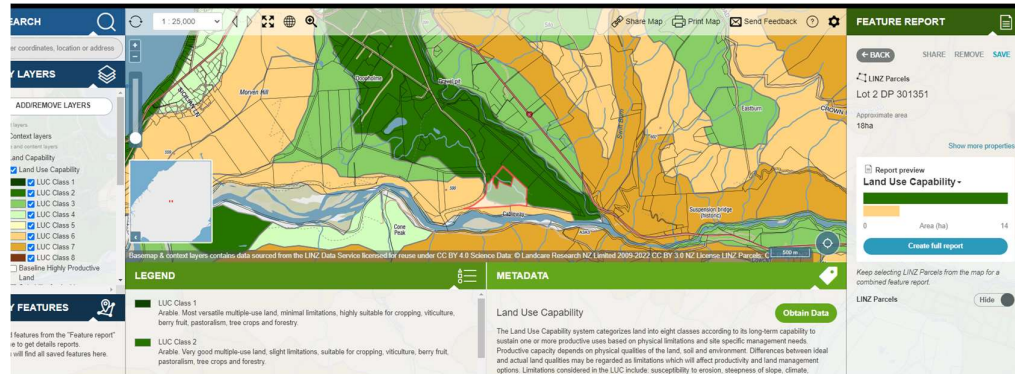 EARCH
er coordinates, location or address
Y LAYERS
ADD/REMOVE LAYERS
Context layers
and Capability
Land Use Capability
LUC Class 1
LUC Class 2
LUC Class 3
LUC Class 4
LUC Class 5
LUC Class 6
LUC Class 7
LUC Class 8
Baseline Highly Productive
Land
Y FEATURES
d features from the "Feature report"
se to get details reports.
will find all saved features here.
1 : 25,000
Share Map
Print Map
Send Feedback
Morven Hill
Doonholme
Gravel pit
Eastburn
CROWN
Swift Burn
Cone
Peak
Cableway
Suspension bridge
(historic)
500 m
Basemap & context layers contains data sourced from the LINZ Data Service licensed for reuse under CC BY 4.0 Science Data: © Landcare Research NZ Limited 2009-2022 CC BY 3.0 NZ License LINZ Parcels, C
LEGEND
LUC Class 1
Arable. Most versatile multiple-use land, minimal limitations, highly suitable for cropping, viticulture,
berry fruit, pastoralism, tree crops and forestry.
LUC Class 2
Arable. Very good multiple-use land, slight limitations, suitable for cropping, viticulture, berry fruit,
pastoralism, tree crops and forestry.
METADATA
Land Use Capability
Obtain Data
The Land Use Capability system categorizes land into eight classes according to its long-term capability to
sustain one or more productive uses based on physical limitations and site specific management needs.
Productive capacity depends on physical qualities of the land, soil and environment. Differences between ideal
and actual land qualities may be regarded as limitations which will affect productivity and land management
options. Limitations considered in the LUC include: susceptibility to erosion, steepness of slope, climate,
FEATURE REPORT
BACK
SHARE REMOVE SAVE
LINZ Parcels
Lot 2 DP 301351
Approximate area
18ha
Show more properties
Report preview
Land Use Capability
0 Area (ha) 14
Create full report
Keep selecting LINZ Parcels from the map for a
combined feature report.
LINZ Parcels
Hide